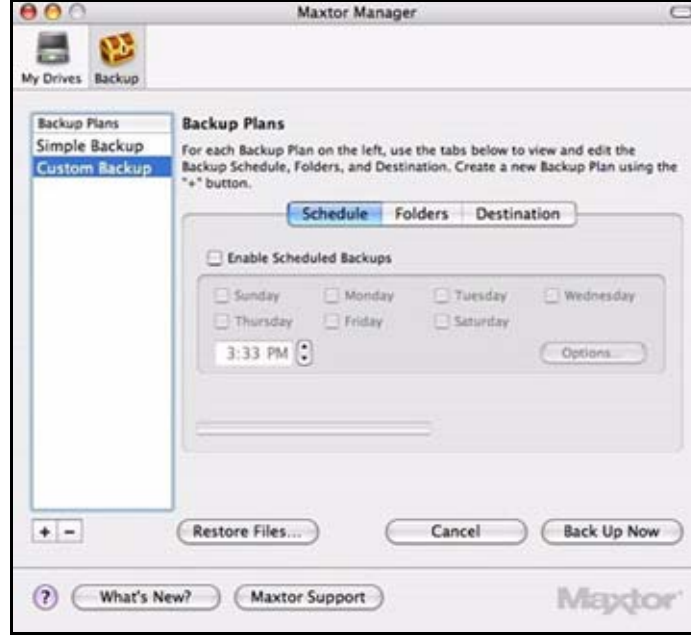 Maxtor Manager
My Drives Backup
Backup Plans
Simple Backup
Custom Backup
Backup Plans
For each Backup Plan on the left, use the tabs below to view and edit the
Backup Schedule, Folders, and Destination. Create a new Backup Plan using the
"+" button.
Schedule Folders Destination
Enable Scheduled Backups
Sunday Monday Tuesday Wednesday
Thursday Friday Saturday
3:33 PM Options...
+ −
Restore Files... Cancel Back Up Now
? What's New? Maxtor Support Maxtor